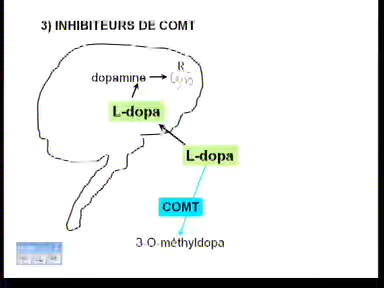 3) INHIBITEURS DE COMT
R
dopamine
L-dopa
L-dopa
COMT
3-O-méthyldopa